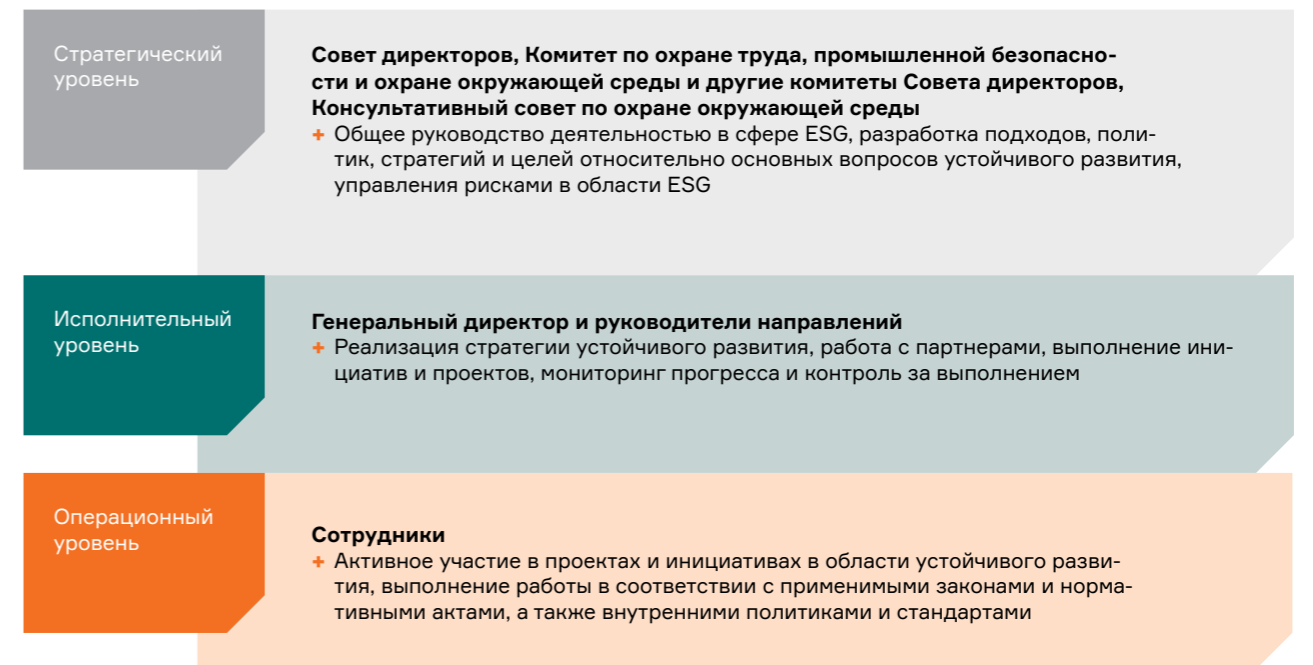 Стратегический
уровень
Совет директоров, Комитет по охране труда, промышленной безопасно-
сти и охране окружающей среды и другие комитеты Совета директоров,
Консультативный совет по охране окружающей среды
+ Общее руководство деятельностью в сфере ESG, разработка подходов, поли-
тик, стратегий и целей относительно основных вопросов устойчивого развития,
управления рисками в области ESG
Исполнительный
уровень
Генеральный директор и руководители направлений
+ Реализация стратегии устойчивого развития, работа с партнерами, выполнение ини-
циатив и проектов, мониторинг прогресса и контроль за выполнением
Операционный
уровень
Сотрудники
+ Активное участие в проектах и инициативах в области устойчивого разви-
тия, выполнение работы в соответствии с применимыми законами и норма-
тивными актами, а также внутренними политиками и стандартами